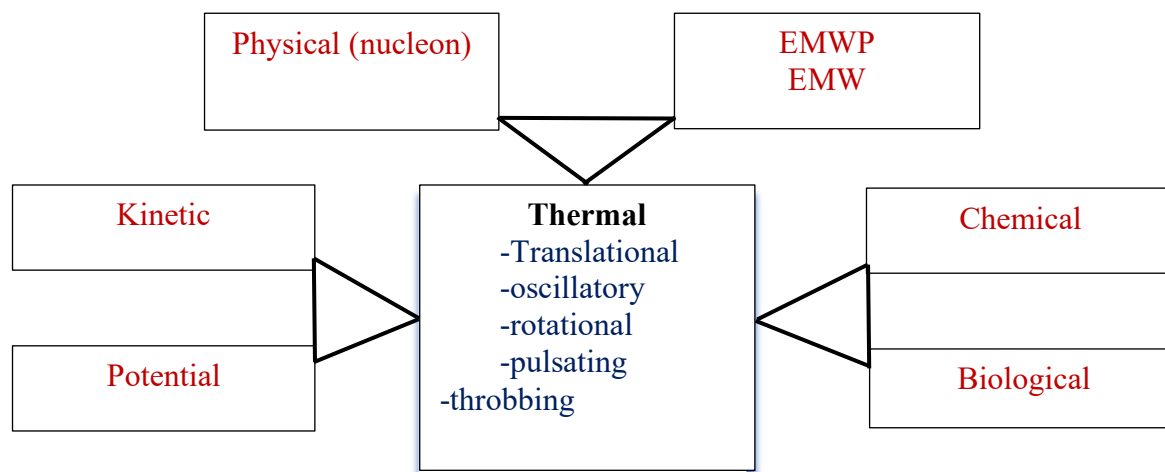 Physical (nucleon)
EMWP
EMW
Kinetic
Potential
Thermal
-Translational
-oscillatory
-rotational
-pulsating
-throbbing
Chemical
Biological